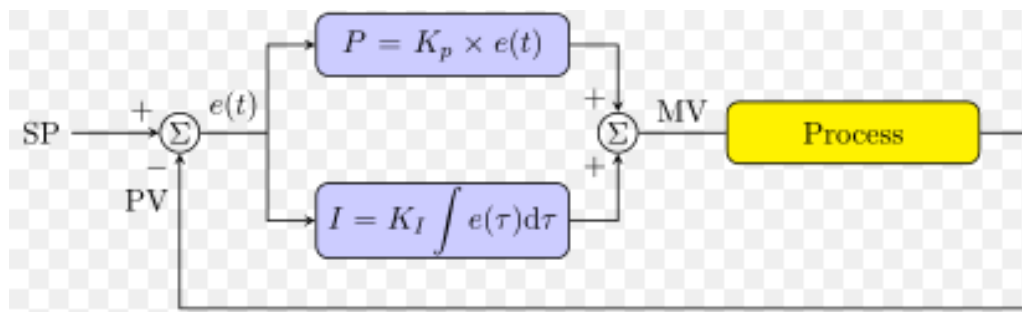 P = K_p × e(t)
+
e(t)
+
SP
Σ
Σ
MV
Process
−
+
PV
I = K_I ∫ e(τ)dτ